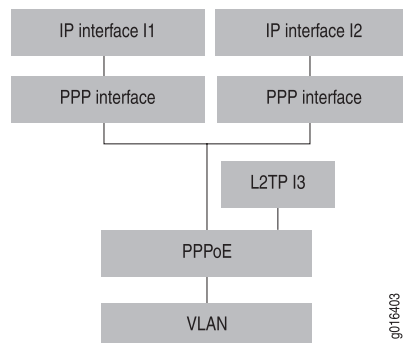 IP interface I1
IP interface I2
PPP interface
PPP interface
L2TP I3
PPPoE
VLAN
g016403